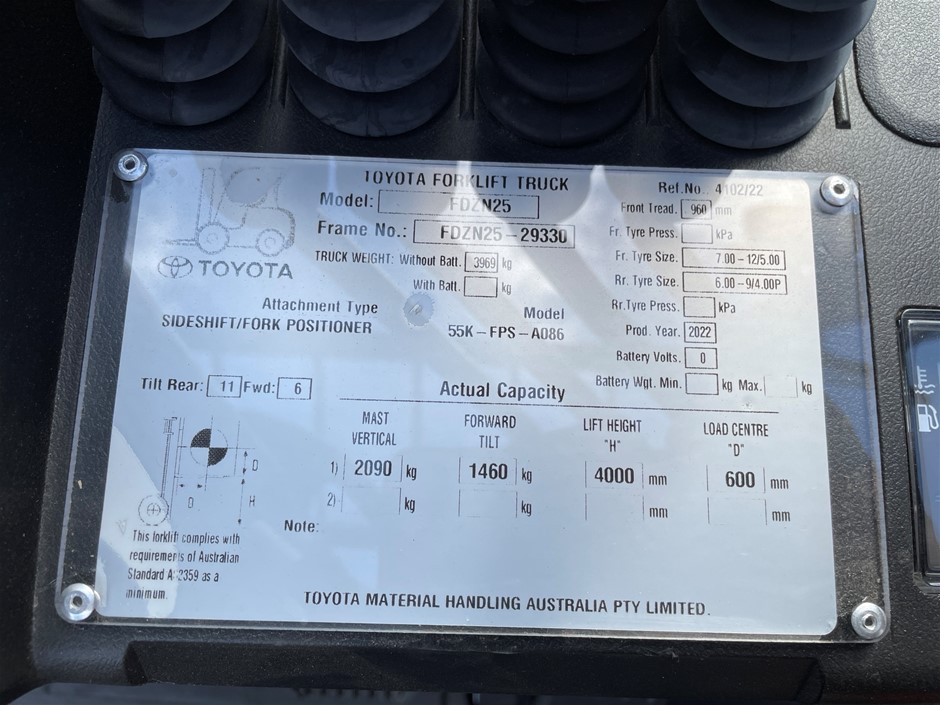 TOYOTA FORKLIFT TRUCK
Ref.No.. 4102/22
Model: FDZN25
Front Tread. 960 mm
Frame No.: FDZN25-29330
Fr. Tyre Press. kPa
TRUCK WEIGHT: Without Batt. 3969 kg
Fr. Tyre Size. 7.00-12/5.00
TOYOTA
With Batt. kg
Rr. Tyre Size. 6.00-9/4.00P
Attachment Type
Model
Rr.Tyre Press. kPa
SIDESHIFT/FORK POSITIONER
55K-FPS-A086
Prod. Year. 2022
Battery Volts. 0
Tilt Rear: 11 Fwd: 6
Actual Capacity
Battery Wgt. Min. kg Max. kg
MAST VERTICAL
FORWARD TILT
LIFT HEIGHT "H"
LOAD CENTRE "D"
1) 2090 kg 1460 kg 4000 mm 600 mm
2) kg kg mm mm
D
D
H
Note:
This forklift complies with
requirements of Australian
Standard AS2359 as a
minimum.
TOYOTA MATERIAL HANDLING AUSTRALIA PTY LIMITED.